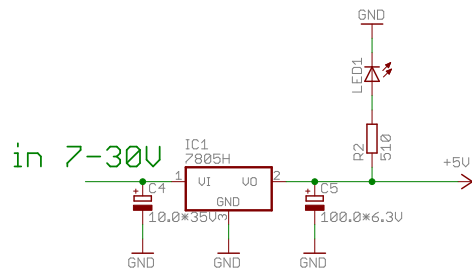 GND
LED1
R2
510
in 7-30V
IC1
7805H
+5V
1
VI
VO
2
GND
3
C4
10.0*35V
C5
100.0*6.3V
GND
GND
GND